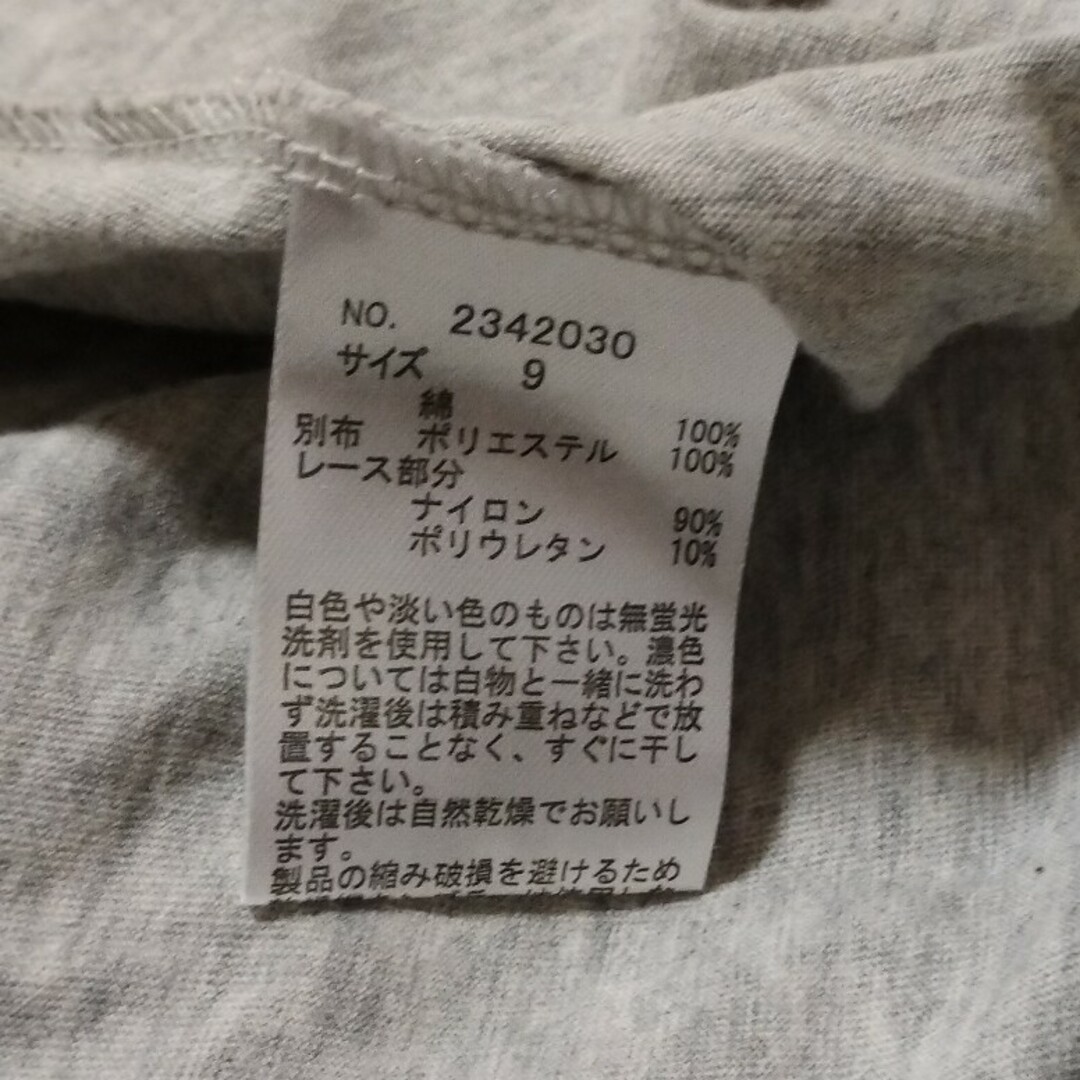 NO. 2342030
サイズ 9
綿 100%
別布 ポリエステル 100%
レース部分
ナイロン 90%
ポリウレタン 10%
白色や淡い色のものは無蛍光
洗剤を使用して下さい。濃色
については白物と一緒に洗わ
ず洗濯後は積み重ねなどで放
置することなく、すぐに干し
て下さい。
洗濯後は自然乾燥でお願いし
ます。
製品の縮み破損を避けるため